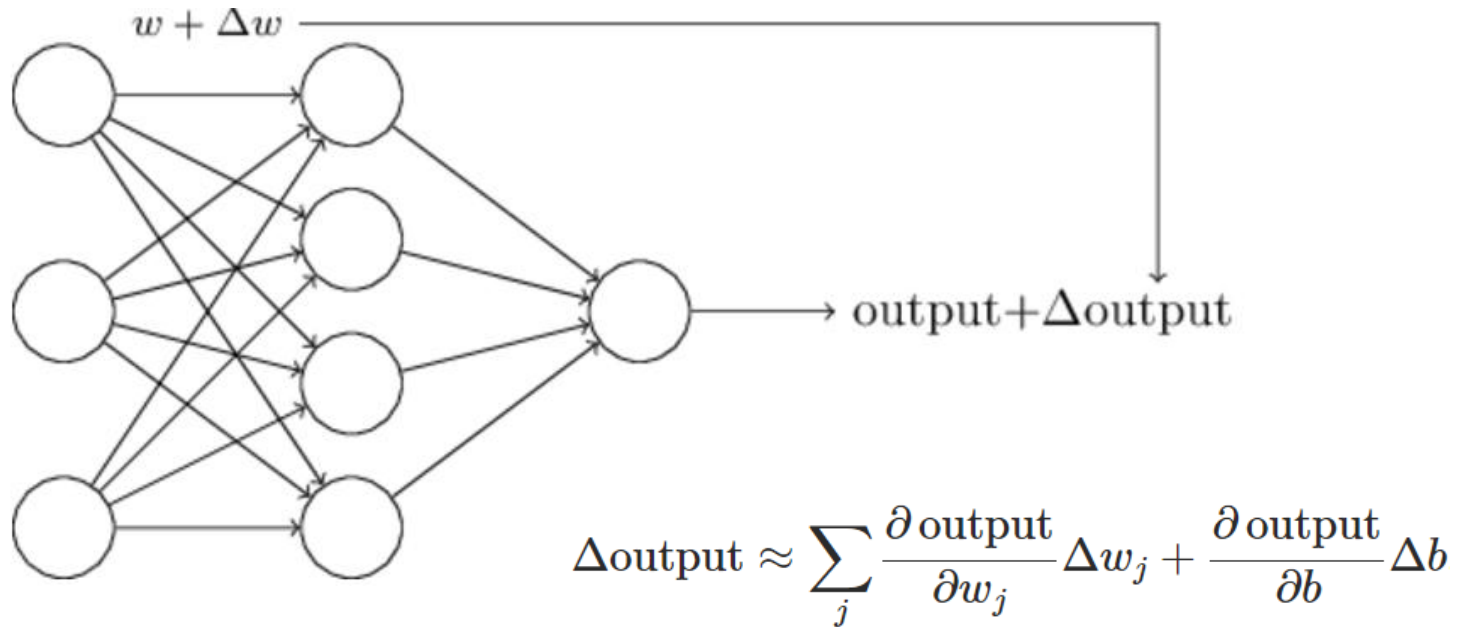 w + Δw
output+Δoutput
Δoutput ≈ ∑_j ∂ output/∂w_j Δw_j + ∂ output/∂b Δb